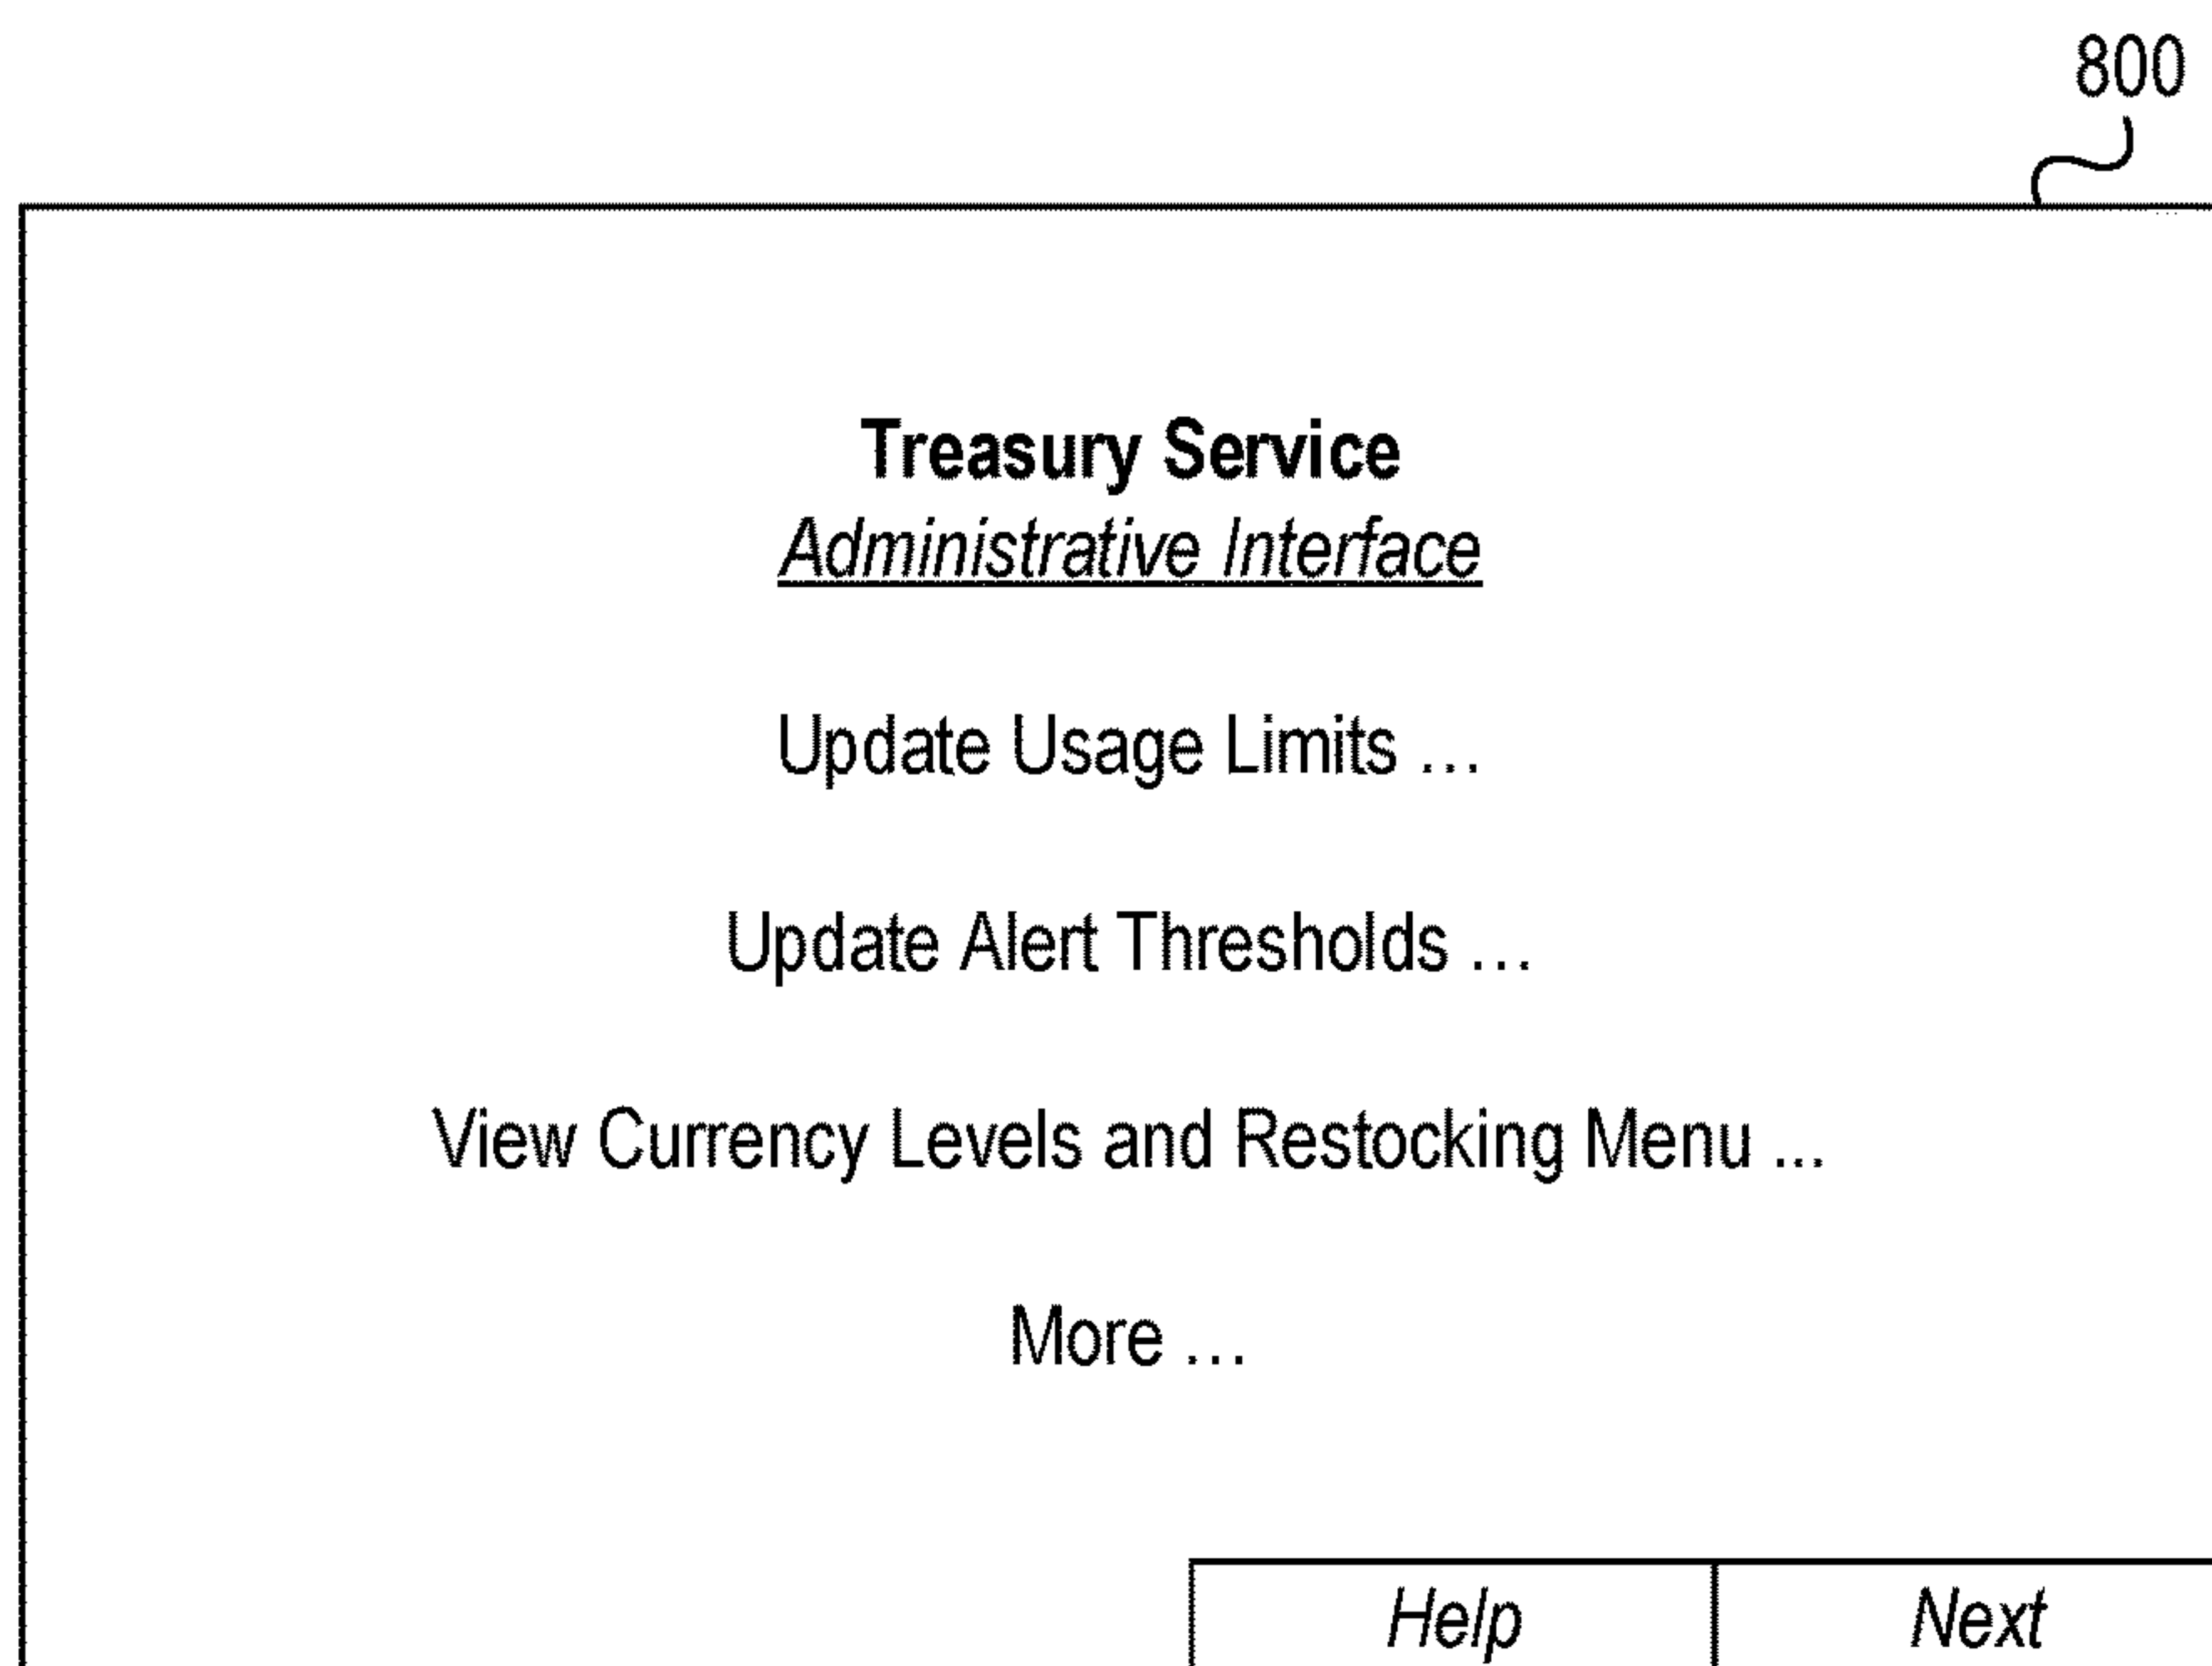 800
Treasury Service
Administrative Interface
Update Usage Limits ...
Update Alert Thresholds ...
View Currency Levels and Restocking Menu ...
More ...
Help Next